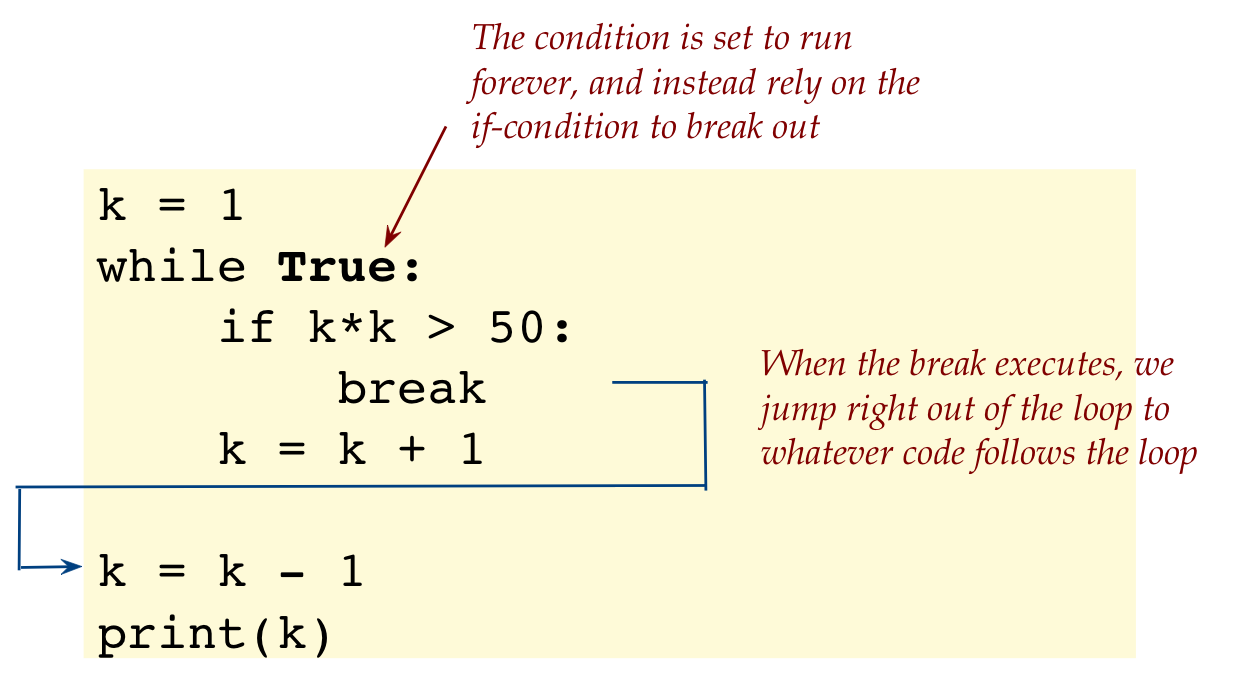 The condition is set to run
forever, and instead rely on the
if-condition to break out
k = 1
while True:
if k*k > 50:
break
k = k + 1
When the break executes, we
jump right out of the loop to
whatever code follows the loop
k = k - 1
print(k)